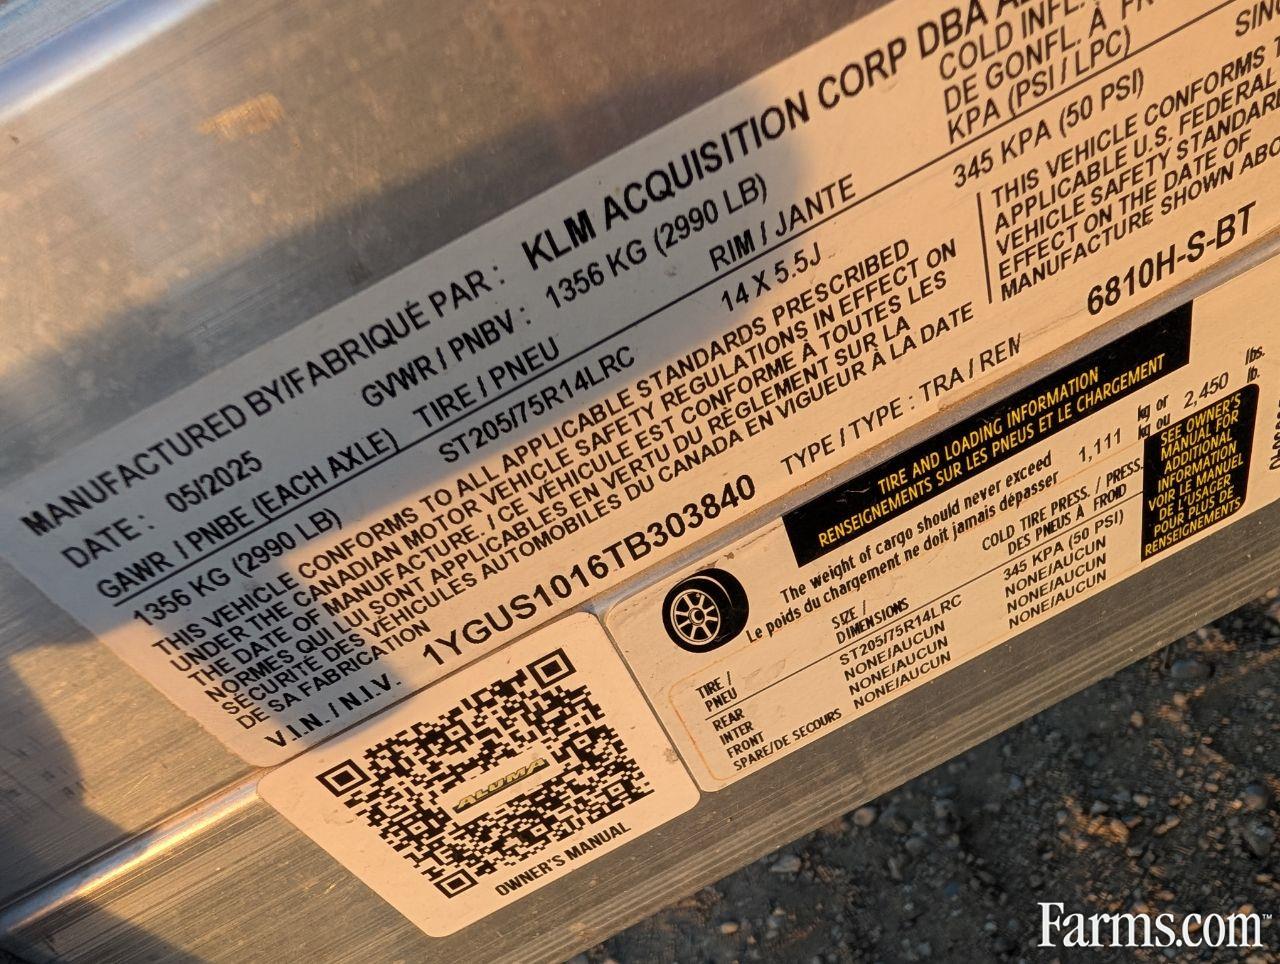 MANUFACTURED BY/FABRIQUÉ PAR : KLM ACQUISITION CORP DBA
DATE : 05/2025 GVWR / PNBV : 1356 KG (2990 LB) COLD INFL.
DE GONFL. À
GAWR / PNBE (EACH AXLE) TIRE / PNEU RIM / JANTE KPA (PSI / LPC)
1356 KG (2990 LB) ST205/75R14LRC 14 X 5.5J 345 KPA (50 PSI)
THIS VEHICLE CONFORMS TO ALL APPLICABLE STANDARDS PRESCRIBED
UNDER THE CANADIAN MOTOR VEHICLE SAFETY REGULATIONS IN EFFECT ON
THE DATE OF MANUFACTURE. / CE VÉHICULE EST CONFORME À TOUTES LES
NORMES QUI LUI SONT APPLICABLES EN VERTU DU RÈGLEMENT SUR LA
SÉCURITÉ DES VÉHICULES AUTOMOBILES DU CANADA EN VIGUEUR À LA DATE
DE SA FABRICATION
THIS VEHICLE CONFORMS
APPLICABLE U.S. FEDERAL
VEHICLE SAFETY
EFFECT ON THE DATE OF
MANUFACTURE SHOWN
V.I.N. / N.I.V. 1YGUS1016TB303840 TYPE / TYPE : TRA / REM 6810H-S-BT
TIRE AND LOADING INFORMATION
RENSEIGNEMENTS SUR LES PNEUS ET LE CHARGEMENT
The weight of cargo should never exceed 1,111 kg or 2,450 lbs.
Le poids du chargement ne doit jamais dépasser kg ou lb.
TIRE / SIZE / COLD TIRE PRESS. / PRESS.
PNEU DIMENSIONS DES PNEUS À FROID
REAR ST205/75R14LRC 345 KPA (50 PSI)
INTER NONE/AUCUN NONE/AUCUN
FRONT NONE/AUCUN NONE/AUCUN
SPARE/DE SECOURS NONE/AUCUN NONE/AUCUN
SEE OWNER'S
MANUAL FOR
ADDITIONAL
INFORMATION
VOIR LE MANUEL
DE L'USAGER
POUR PLUS DE
RENSEIGNEMENTS
ALUMA
OWNER'S MANUAL
Farms.com™